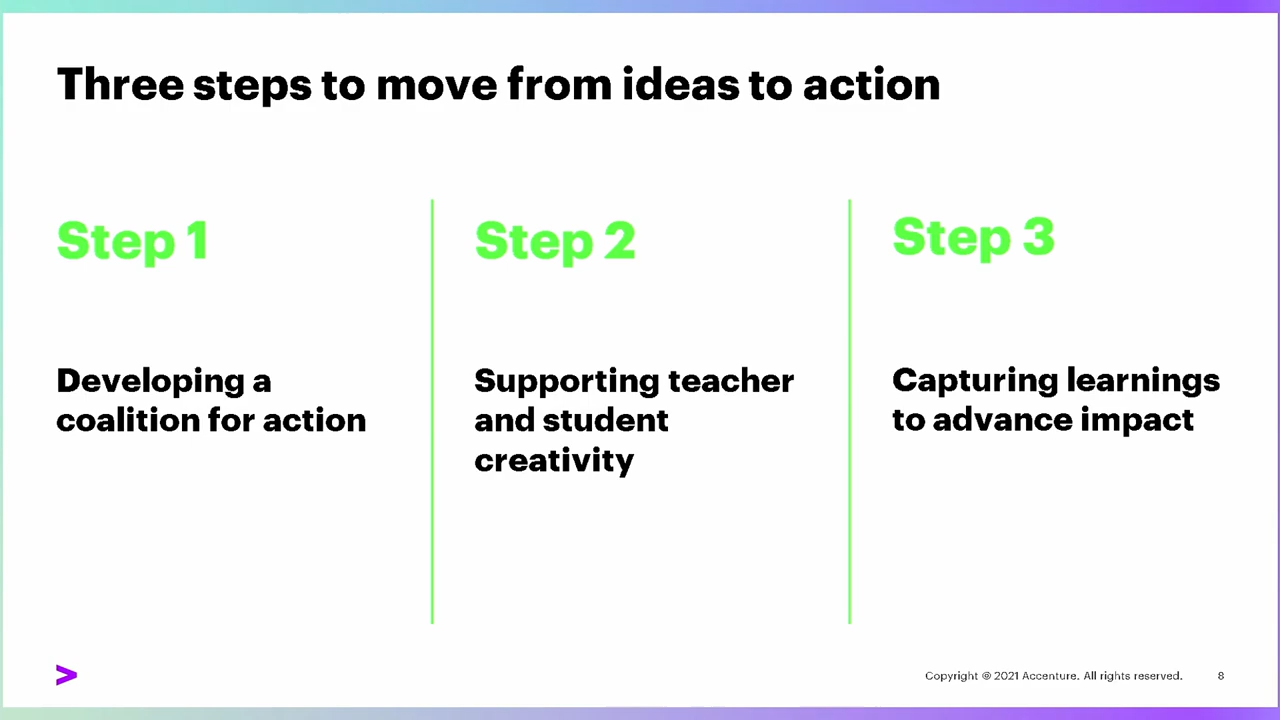 Three steps to move from ideas to action
Step 1
Developing a
coalition for action
Step 2
Supporting teacher
and student
creativity
Step 3
Capturing learnings
to advance impact
Copyright © 2021 Accenture. All rights reserved.
8